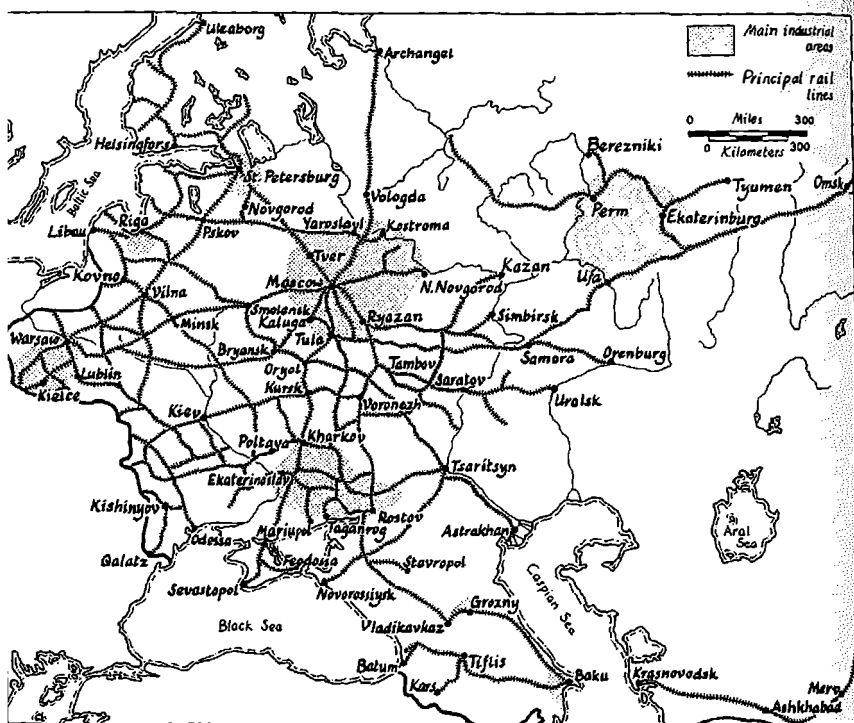 Uleaborg
Archangel
Main industrial
areas
Principal rail
lines
Miles
0 300
0 300
Kilometers
Helsingfors
Baltic Sea
St. Petersburg
Berezniki
Tyumen
Omsk
Perm
Ekaterinburg
Vologda
Novgorod
Yaroslavl
Kostroma
Riga
Libau
Pskov
Tver
Kovno
Moscow
Kazan
N. Novgorod
Ufa
Vilna
Smolensk
Kaluga
Ryazan
Simbirsk
Minsk
Warsaw
Tula
Bryansk
Samara
Orenburg
Oryol
Tambov
Lublin
Kursk
Saratov
Kielce
Voronezh
Uralsk
Kiev
Poltava
Kharkov
Ekaterinoslav
Tsaritsyn
Kishinyov
Rostov
Odessa
Mariupol
Taganrog
Astrakhan
Aral
Sea
Galatz
Feodosia
Stavropol
Sevastopol
Novorossiysk
Caspian Sea
Grozny
Black Sea
Vladikavkaz
Batum
Tiflis
Kars
Baku
Krasnovodsk
Merv
Ashkhabad